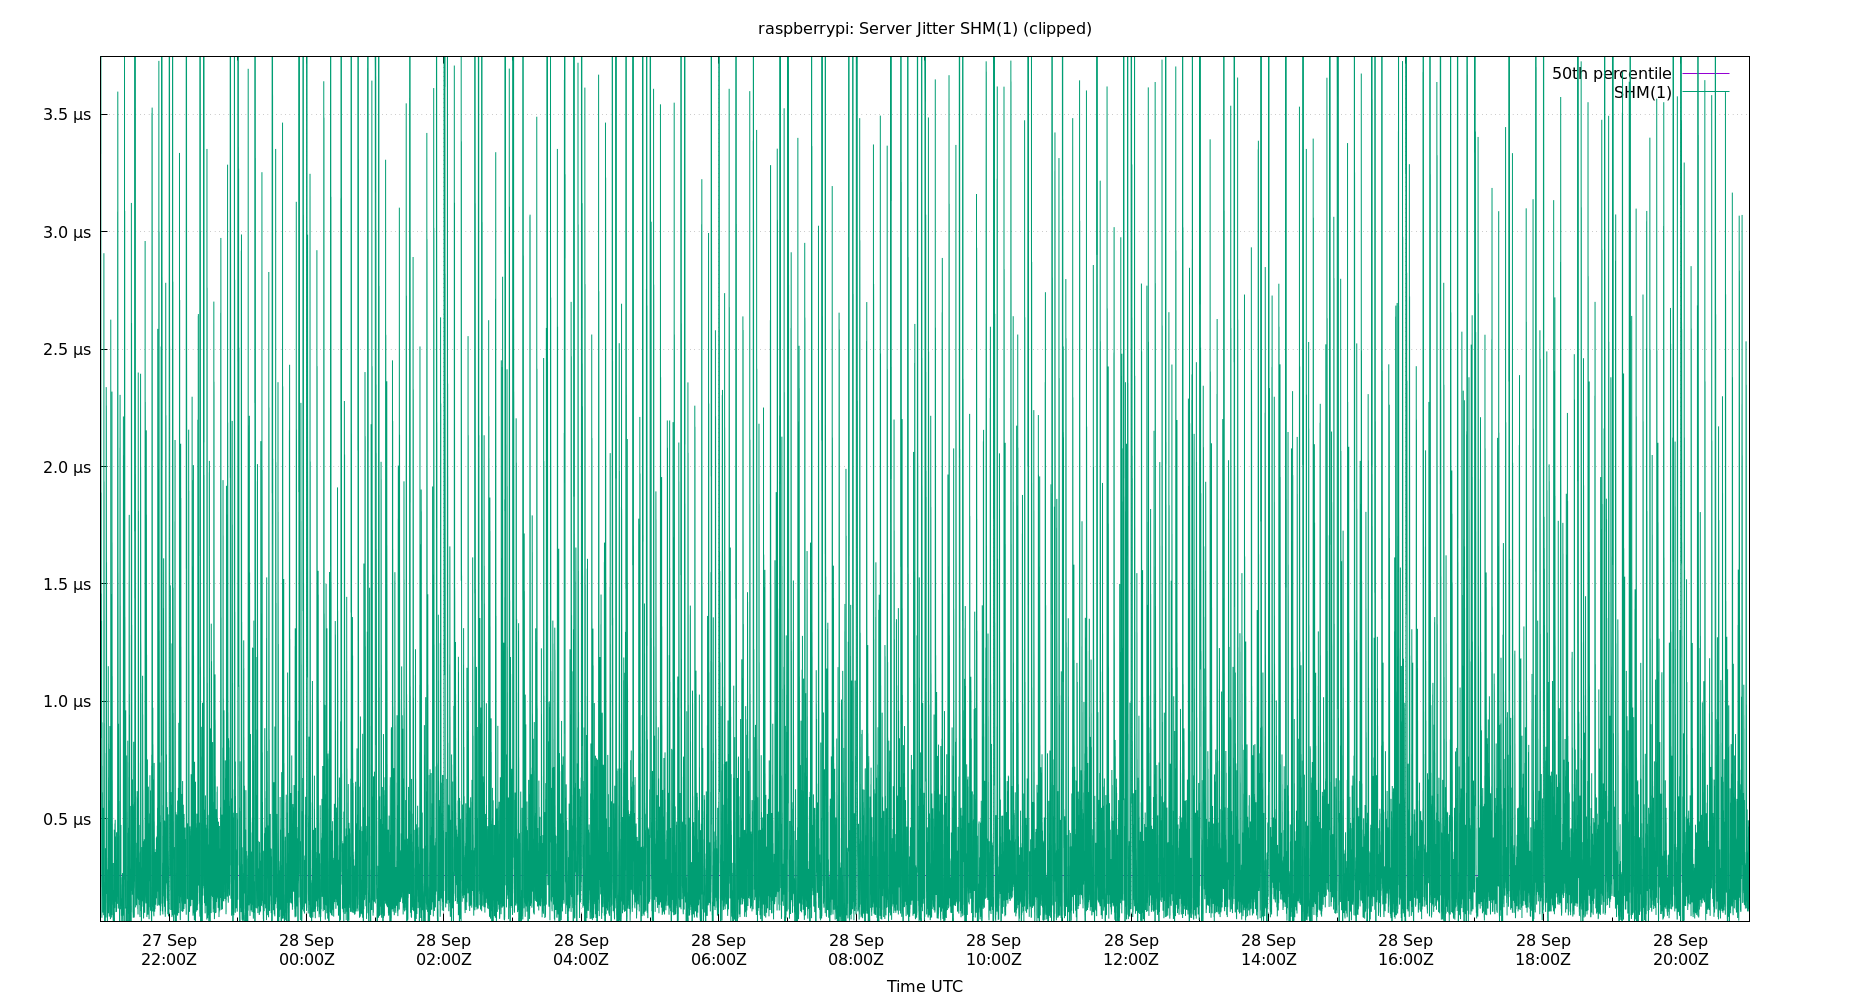 raspberrypi: Server Jitter SHM(1) (clipped)
50th percentile
SHM(1)
3.5 µs
3.0 µs
2.5 µs
2.0 µs
1.5 µs
1.0 µs
0.5 µs
27 Sep 28 Sep 28 Sep 28 Sep 28 Sep 28 Sep 28 Sep 28 Sep 28 Sep 28 Sep 28 Sep 28 Sep
22:00Z 00:00Z 02:00Z 04:00Z 06:00Z 08:00Z 10:00Z 12:00Z 14:00Z 16:00Z 18:00Z 20:00Z
Time UTC